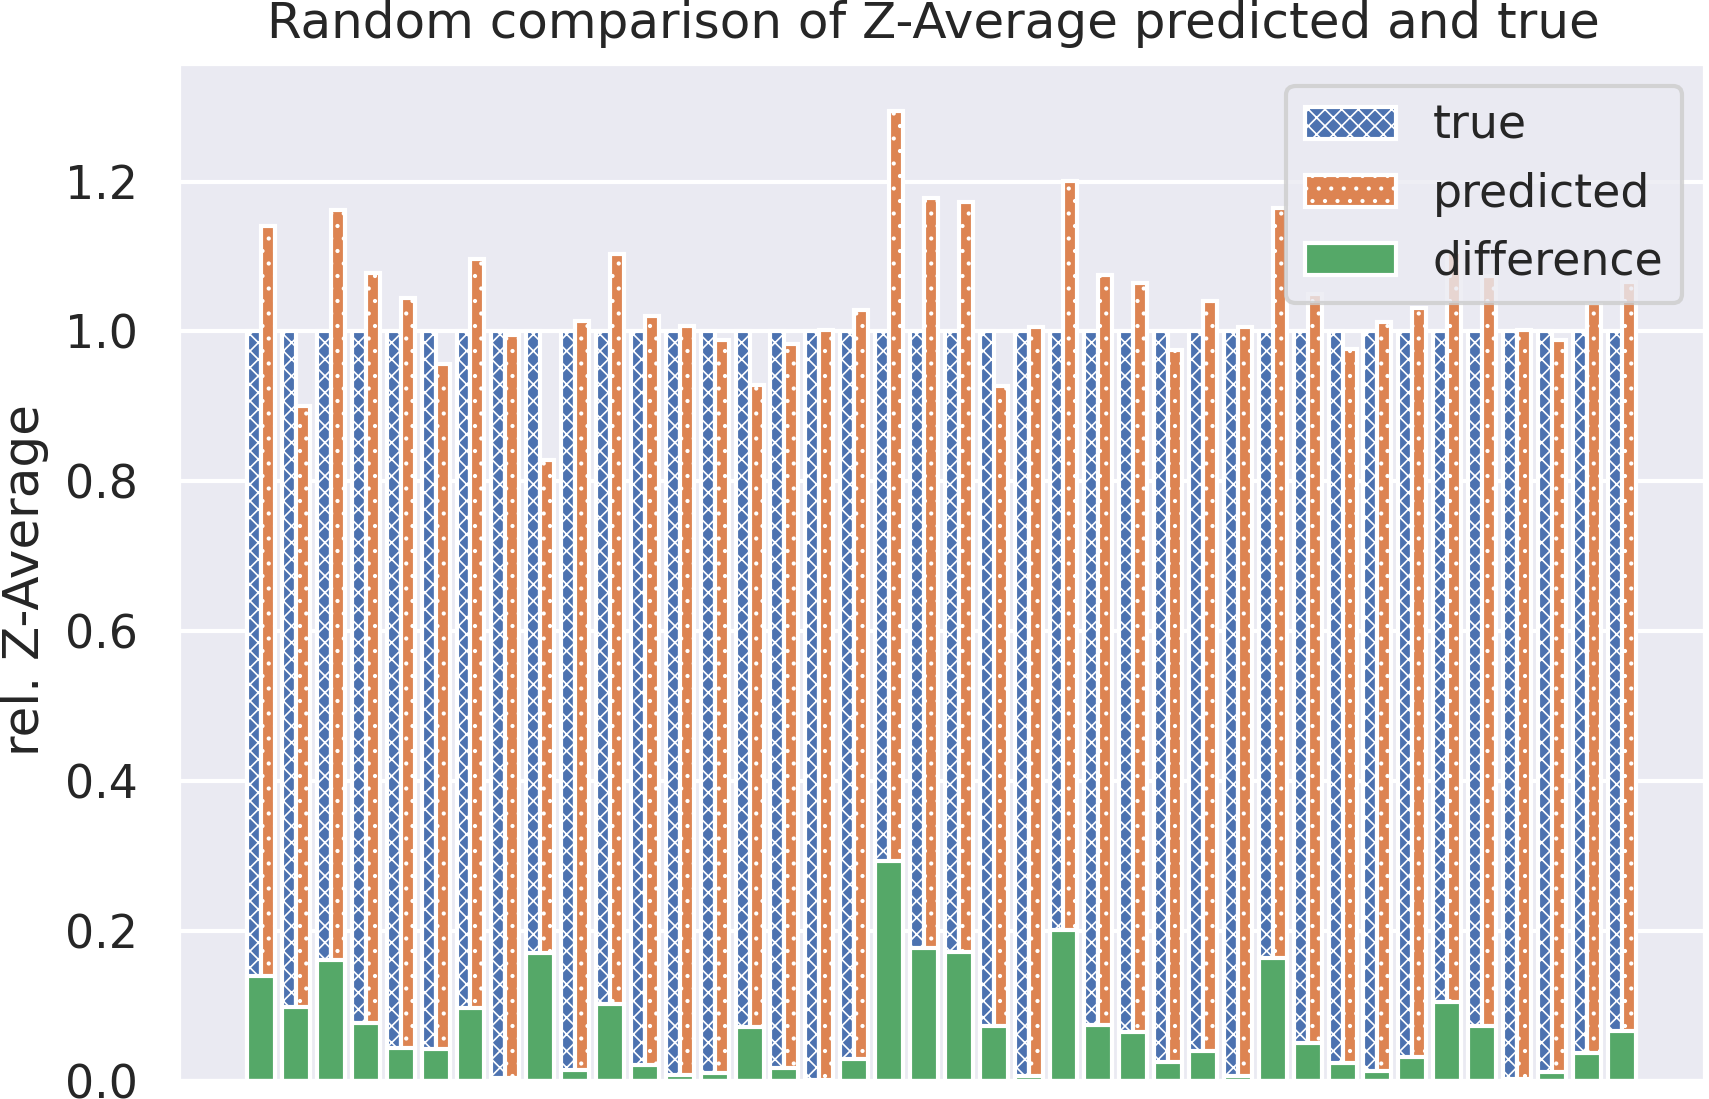 Random comparison of Z-Average predicted and true
true
predicted
difference
rel. Z-Average
1.2
1.0
0.8
0.6
0.4
0.2
0.0